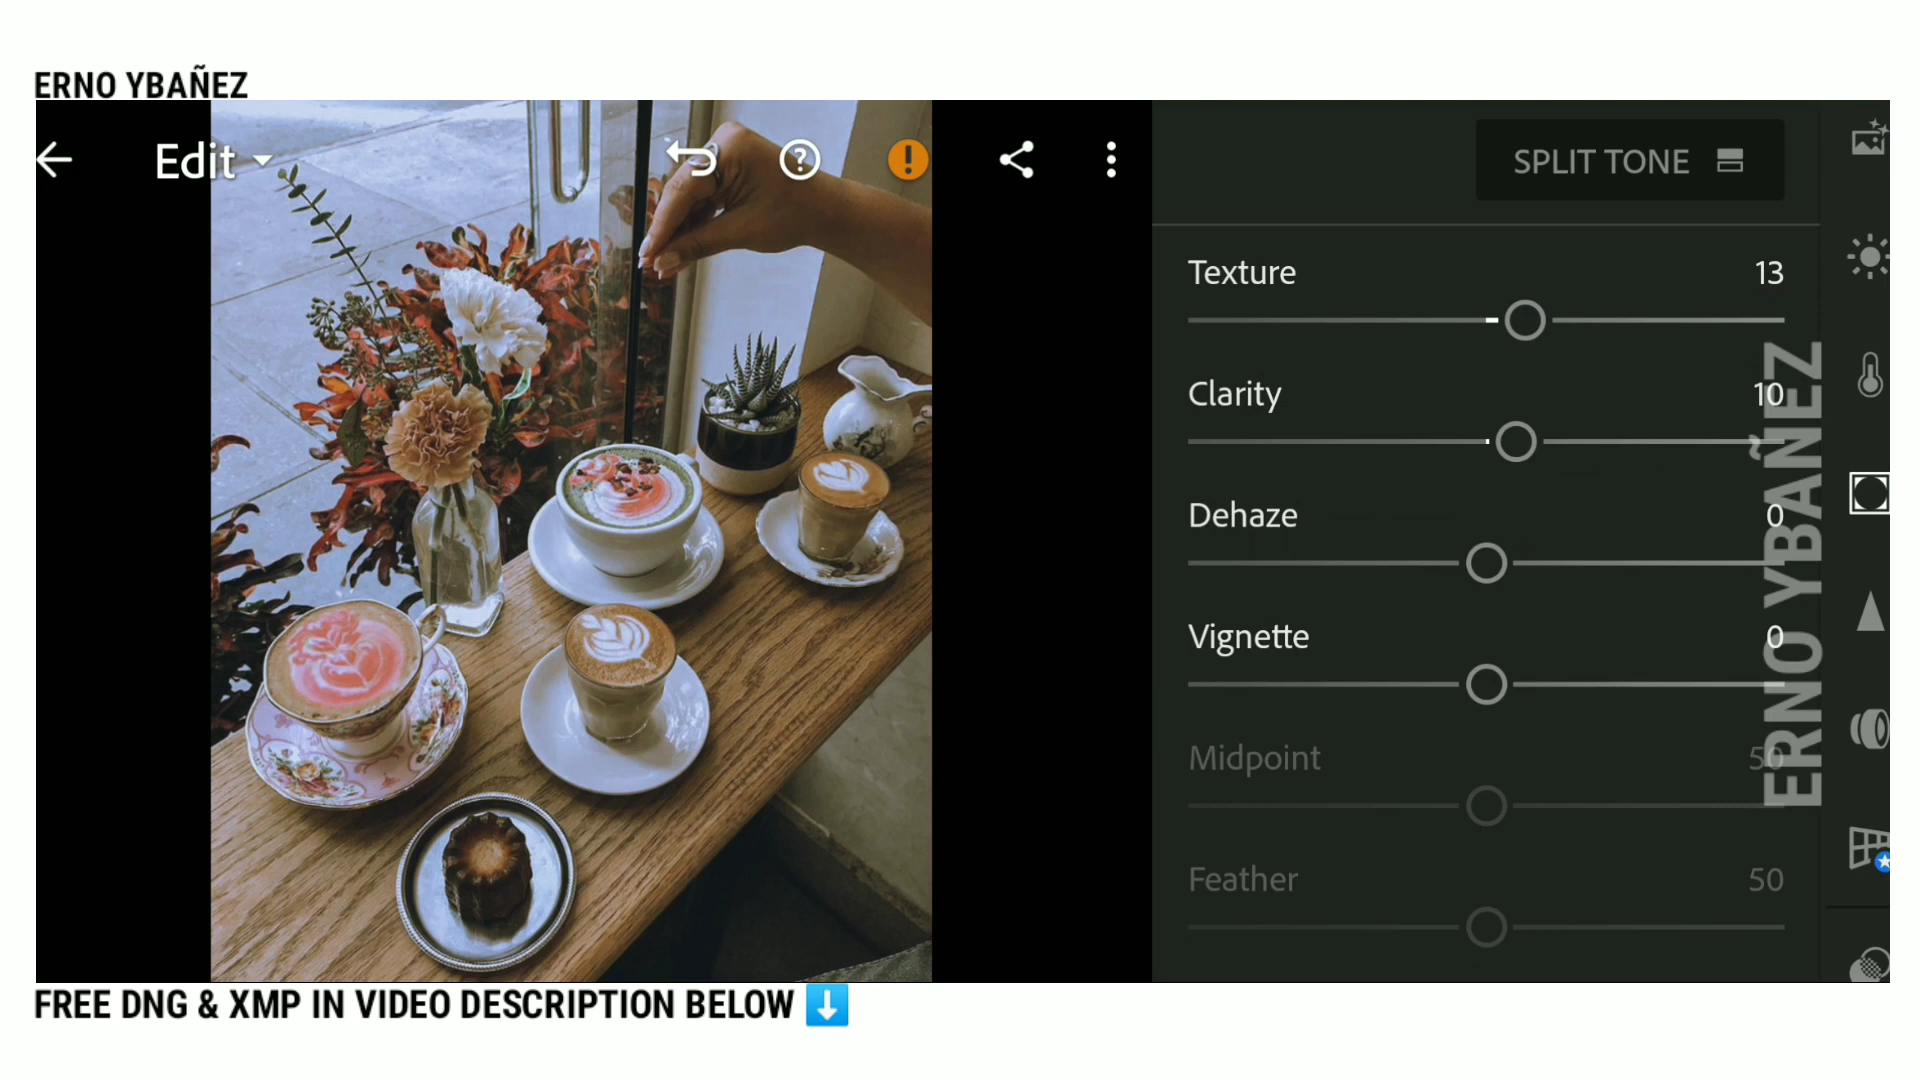 ERNO YBAÑEZ
Edit
SPLIT TONE
Texture 13
Clarity 10
Dehaze 0
Vignette 0
Midpoint 50
Feather 50
ERNO YBAÑEZ
FREE DNG & XMP IN VIDEO DESCRIPTION BELOW ⬇️